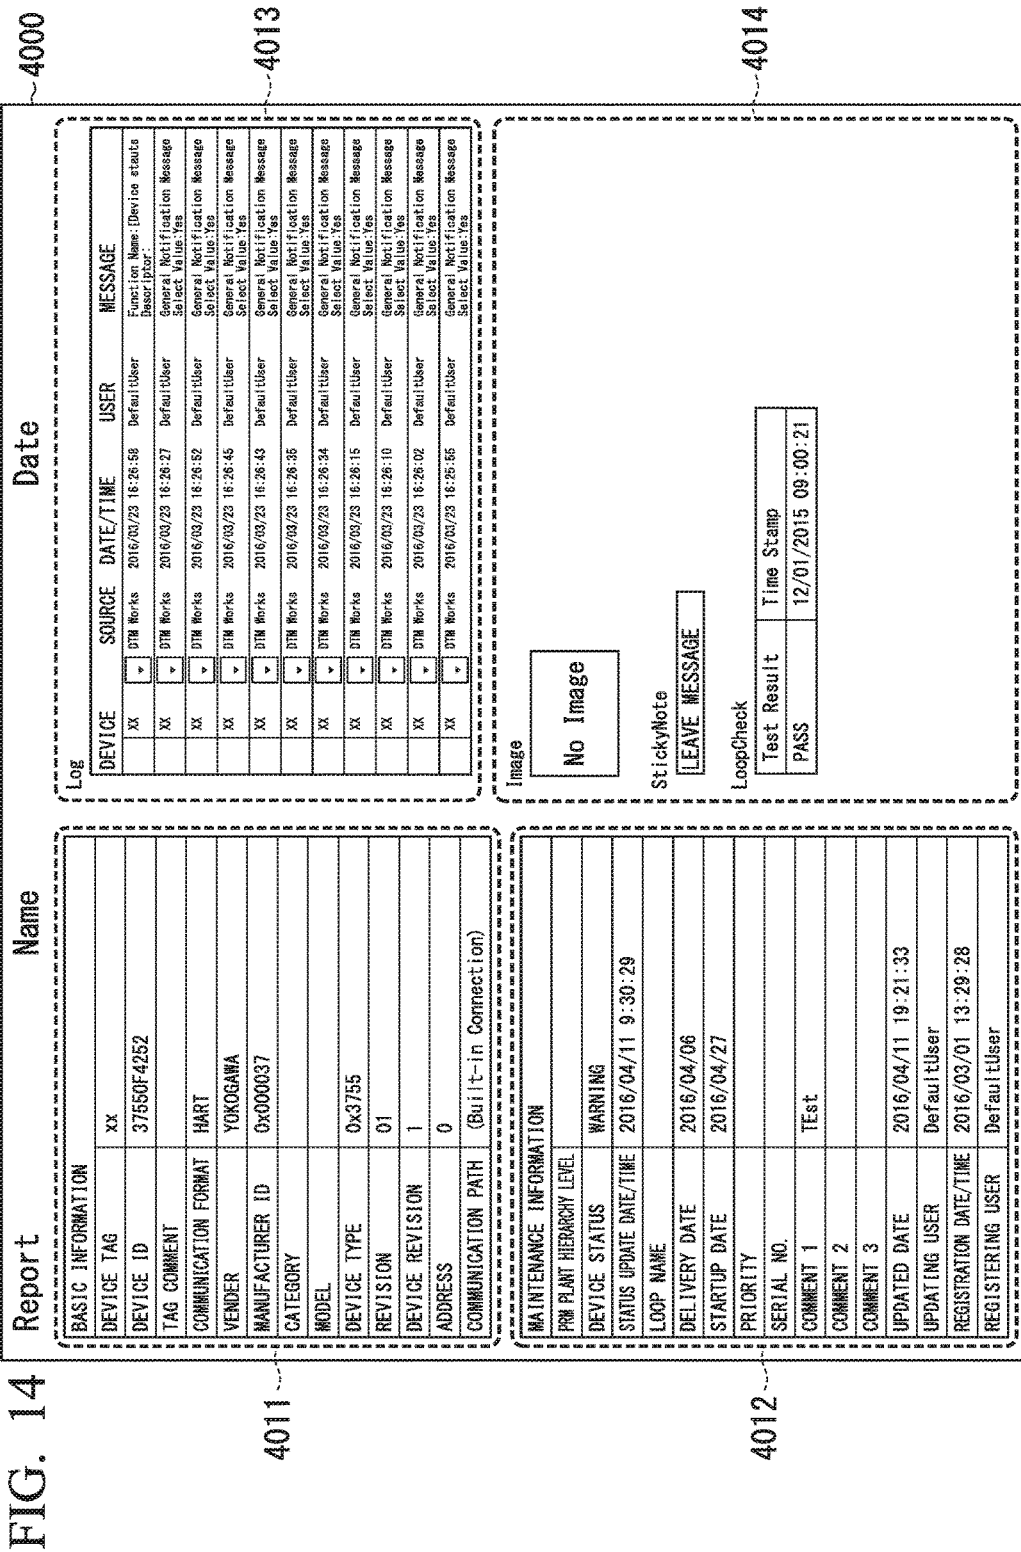 FIG. 14
4000
Report Name Date
4011
BASIC INFORMATION
DEVICE TAG xx
DEVICE ID 37550F4252
TAG COMMENT
COMMUNICATION FORMAT HART
VENDER YOKOGAWA
MANUFACTURER ID 0x000037
CATEGORY
MODEL
DEVICE TYPE 0x3755
REVISION 01
DEVICE REVISION 1
ADDRESS 0
COMMUNICATION PATH (Built-in Connection)
4012
MAINTENANCE INFORMATION
PRM PLANT HIERARCHY LEVEL
DEVICE STATUS WARNING
STATUS UPDATE DATE/TIME 2016/04/11 9:30:29
LOOP NAME
DELIVERY DATE 2016/04/06
STARTUP DATE 2016/04/27
PRIORITY
SERIAL NO.
COMMENT 1 TEst
COMMENT 2
COMMENT 3
UPDATED DATE 2016/04/11 19:21:33
UPDATING USER DefaultUser
REGISTRATION DATE/TIME 2016/03/01 13:29:28
REGISTERING USER DefaultUser
4013
Log
DEVICE SOURCE DATE/TIME USER MESSAGE
XX DTM Works 2016/03/23 16:26:58 DefaultUser Function Name:[Device stauts
Descriptor:
XX DTM Works 2016/03/23 16:26:27 DefaultUser General Notification Message
Select Value:Yes
XX DTM Works 2016/03/23 16:26:52 DefaultUser General Notification Message
Select Value:Yes
XX DTM Works 2016/03/23 16:26:45 DefaultUser General Notification Message
Select Value:Yes
XX DTM Works 2016/03/23 16:26:43 DefaultUser General Notification Message
Select Value:Yes
XX DTM Works 2016/03/23 16:26:35 DefaultUser General Notification Message
Select Value:Yes
XX DTM Works 2016/03/23 16:26:34 DefaultUser General Notification Message
Select Value:Yes
XX DTM Works 2016/03/23 16:26:15 DefaultUser General Notification Message
Select Value:Yes
XX DTM Works 2016/03/23 16:26:10 DefaultUser General Notification Message
Select Value:Yes
XX DTM Works 2016/03/23 16:26:02 DefaultUser General Notification Message
Select Value:Yes
XX DTM Works 2016/03/23 16:25:55 DefaultUser General Notification Message
Select Value:Yes
4014
Image
No Image
StickyNote
LEAVE MESSAGE
LoopCheck
Test Result Time Stamp
PASS 12/01/2015 09:00:21